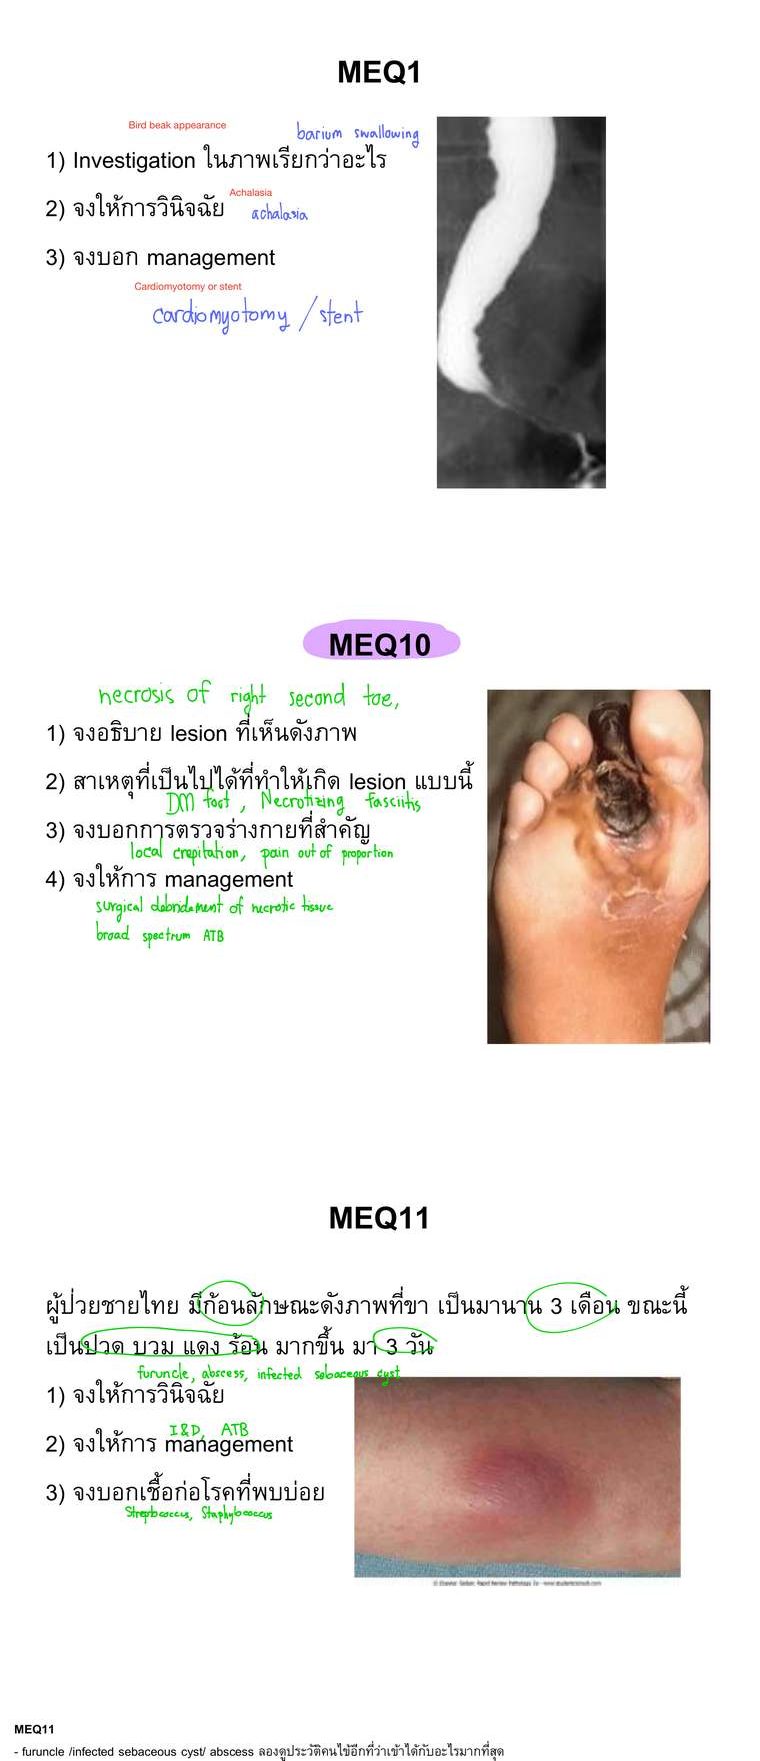 MEQ1
Bird beak appearance
barium swallowing
1) Investigation ในภาพเรียกว่าอะไร
2) จงให้การวินิจฉัย Achalasia
achalasia
3) จงบอก management
Cardiomyotomy or stent
cardiomyotomy / stent
MEQ10
necrosis of right second toe,
1) จงอธิบาย lesion ที่เห็นดังภาพ
2) สาเหตุที่เป็นไปได้ที่ทำให้เกิด lesion แบบนี้
DM foot, Necrotizing fasciitis
3) จงบอกการตรวจร่างกายที่สำคัญ
local crepitation, pain out of proportion
4) จงให้การ management
surgical debridement of necrotic tissue
broad spectrum ATB
MEQ11
ผู้ป่วยชายไทย มีก้อนลักษณะดังภาพที่ขา เป็นมานาน 3 เดือน ขณะนี้
เป็นปวด บวม แดง ร้อน มากขึ้น มา 3 วัน
furuncle, abscess, infected sebaceous cyst
1) จงให้การวินิจฉัย
I&D, ATB
2) จงให้การ management
3) จงบอกเชื้อก่อโรคที่พบบ่อย
Streptococcus, Staphylococcus
© Elsevier. Goljan: Rapid Review Pathology 3e - www.studentconsult.com
MEQ11
- furuncle /infected sebaceous cyst/ abscess ลองดูประวัติคนไข้อีกทีว่าเข้าได้กับอะไรมากที่สุด